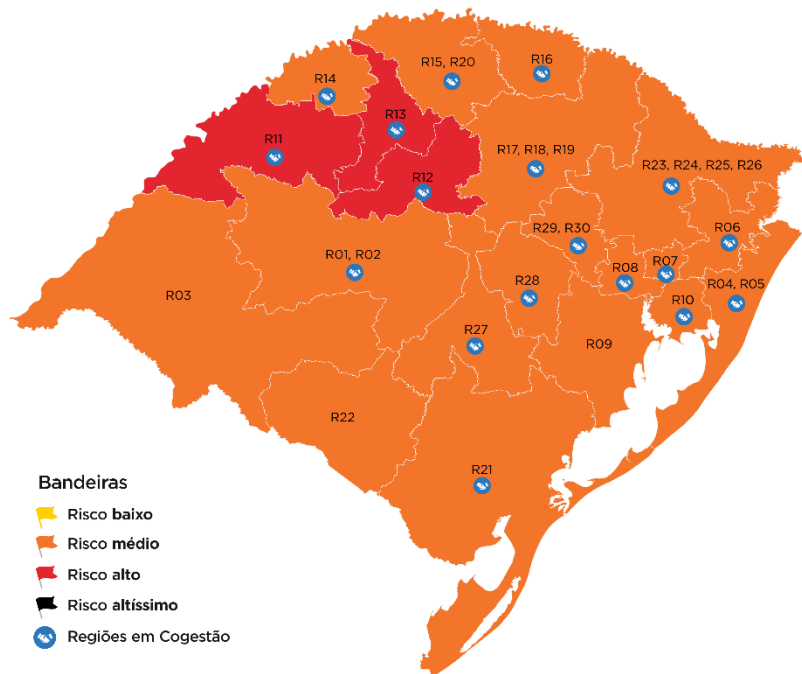 R15, R20
R16
R14
R13
R11
R17, R18, R19
R23, R24, R25, R26
R12
R29, R30
R06
R01, R02
R08
R07
R03
R28
R04, R05
R10
R27
R09
R22
R21
Bandeiras
Risco baixo
Risco médio
Risco alto
Risco altíssimo
Regiões em Cogestão